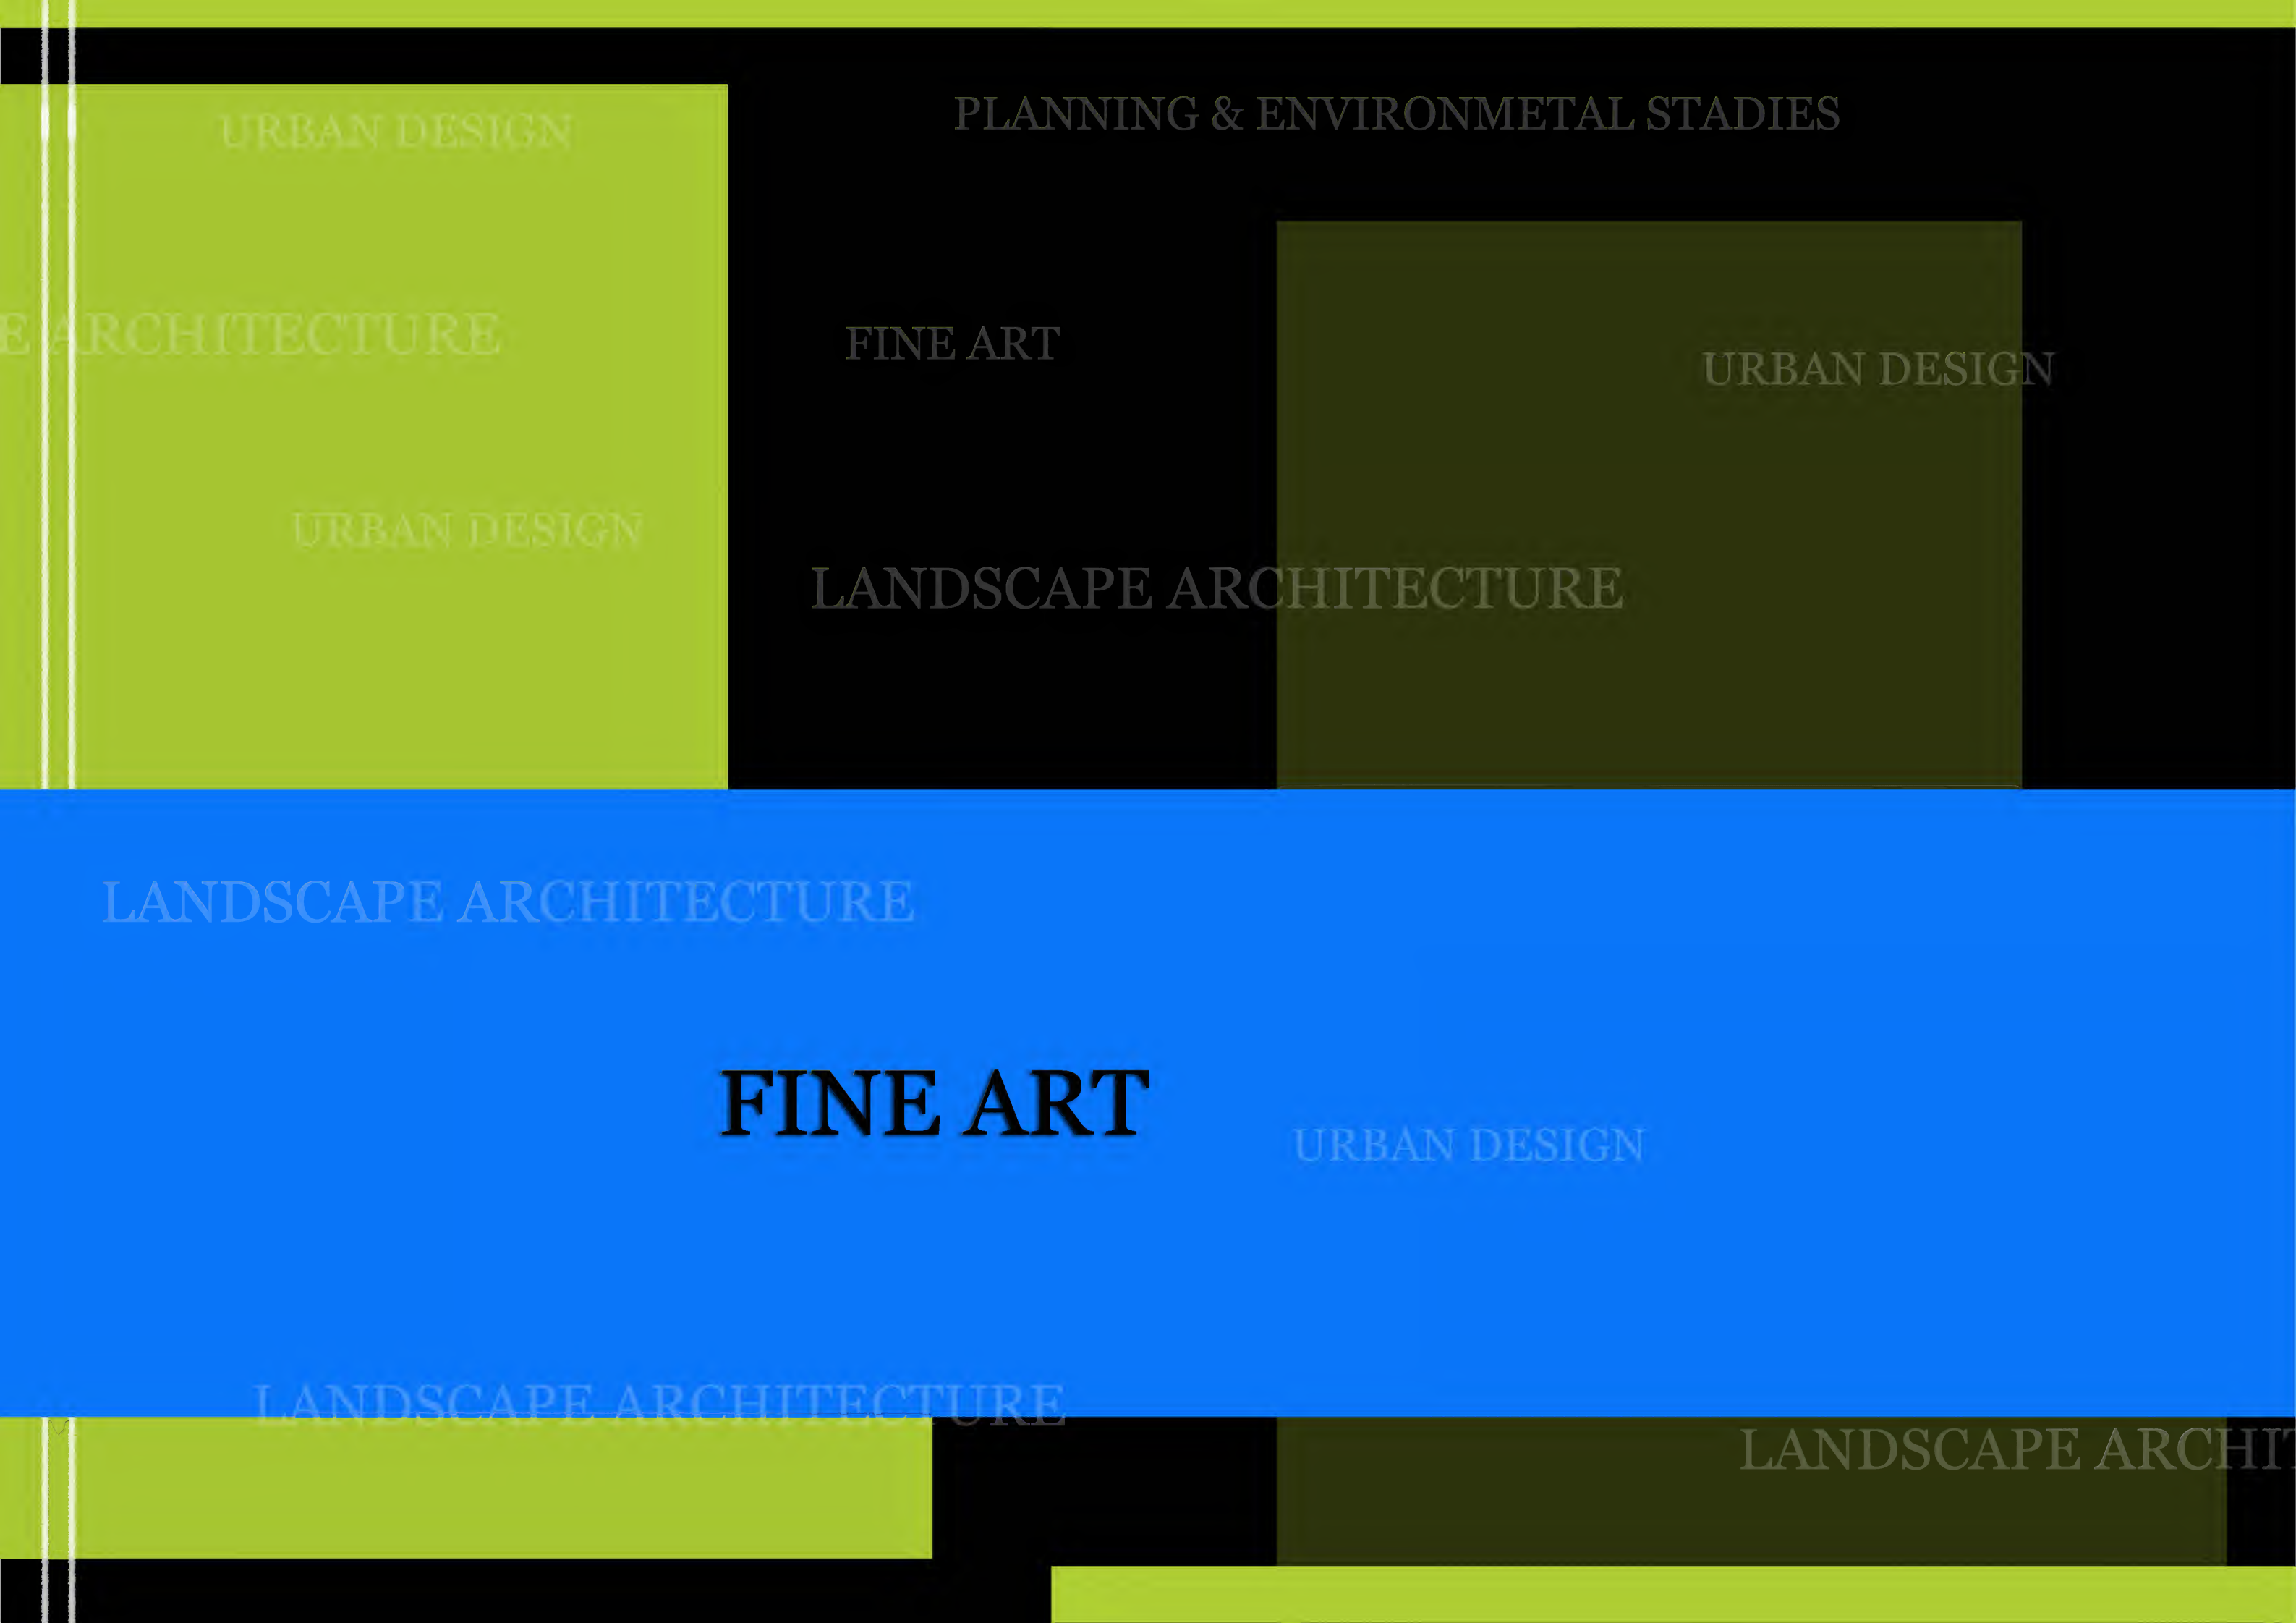 PLANNING & ENVIRONMETAL STADIES
URBAN DESIGN
E ARCHITECTURE
FINE ART
URBAN DESIGN
URBAN DESIGN
LANDSCAPE ARCHITECTURE
LANDSCAPE ARCHITECTURE
FINE ART
URBAN DESIGN
LANDSCAPE ARCHITECTURE
LANDSCAPE ARCHIT